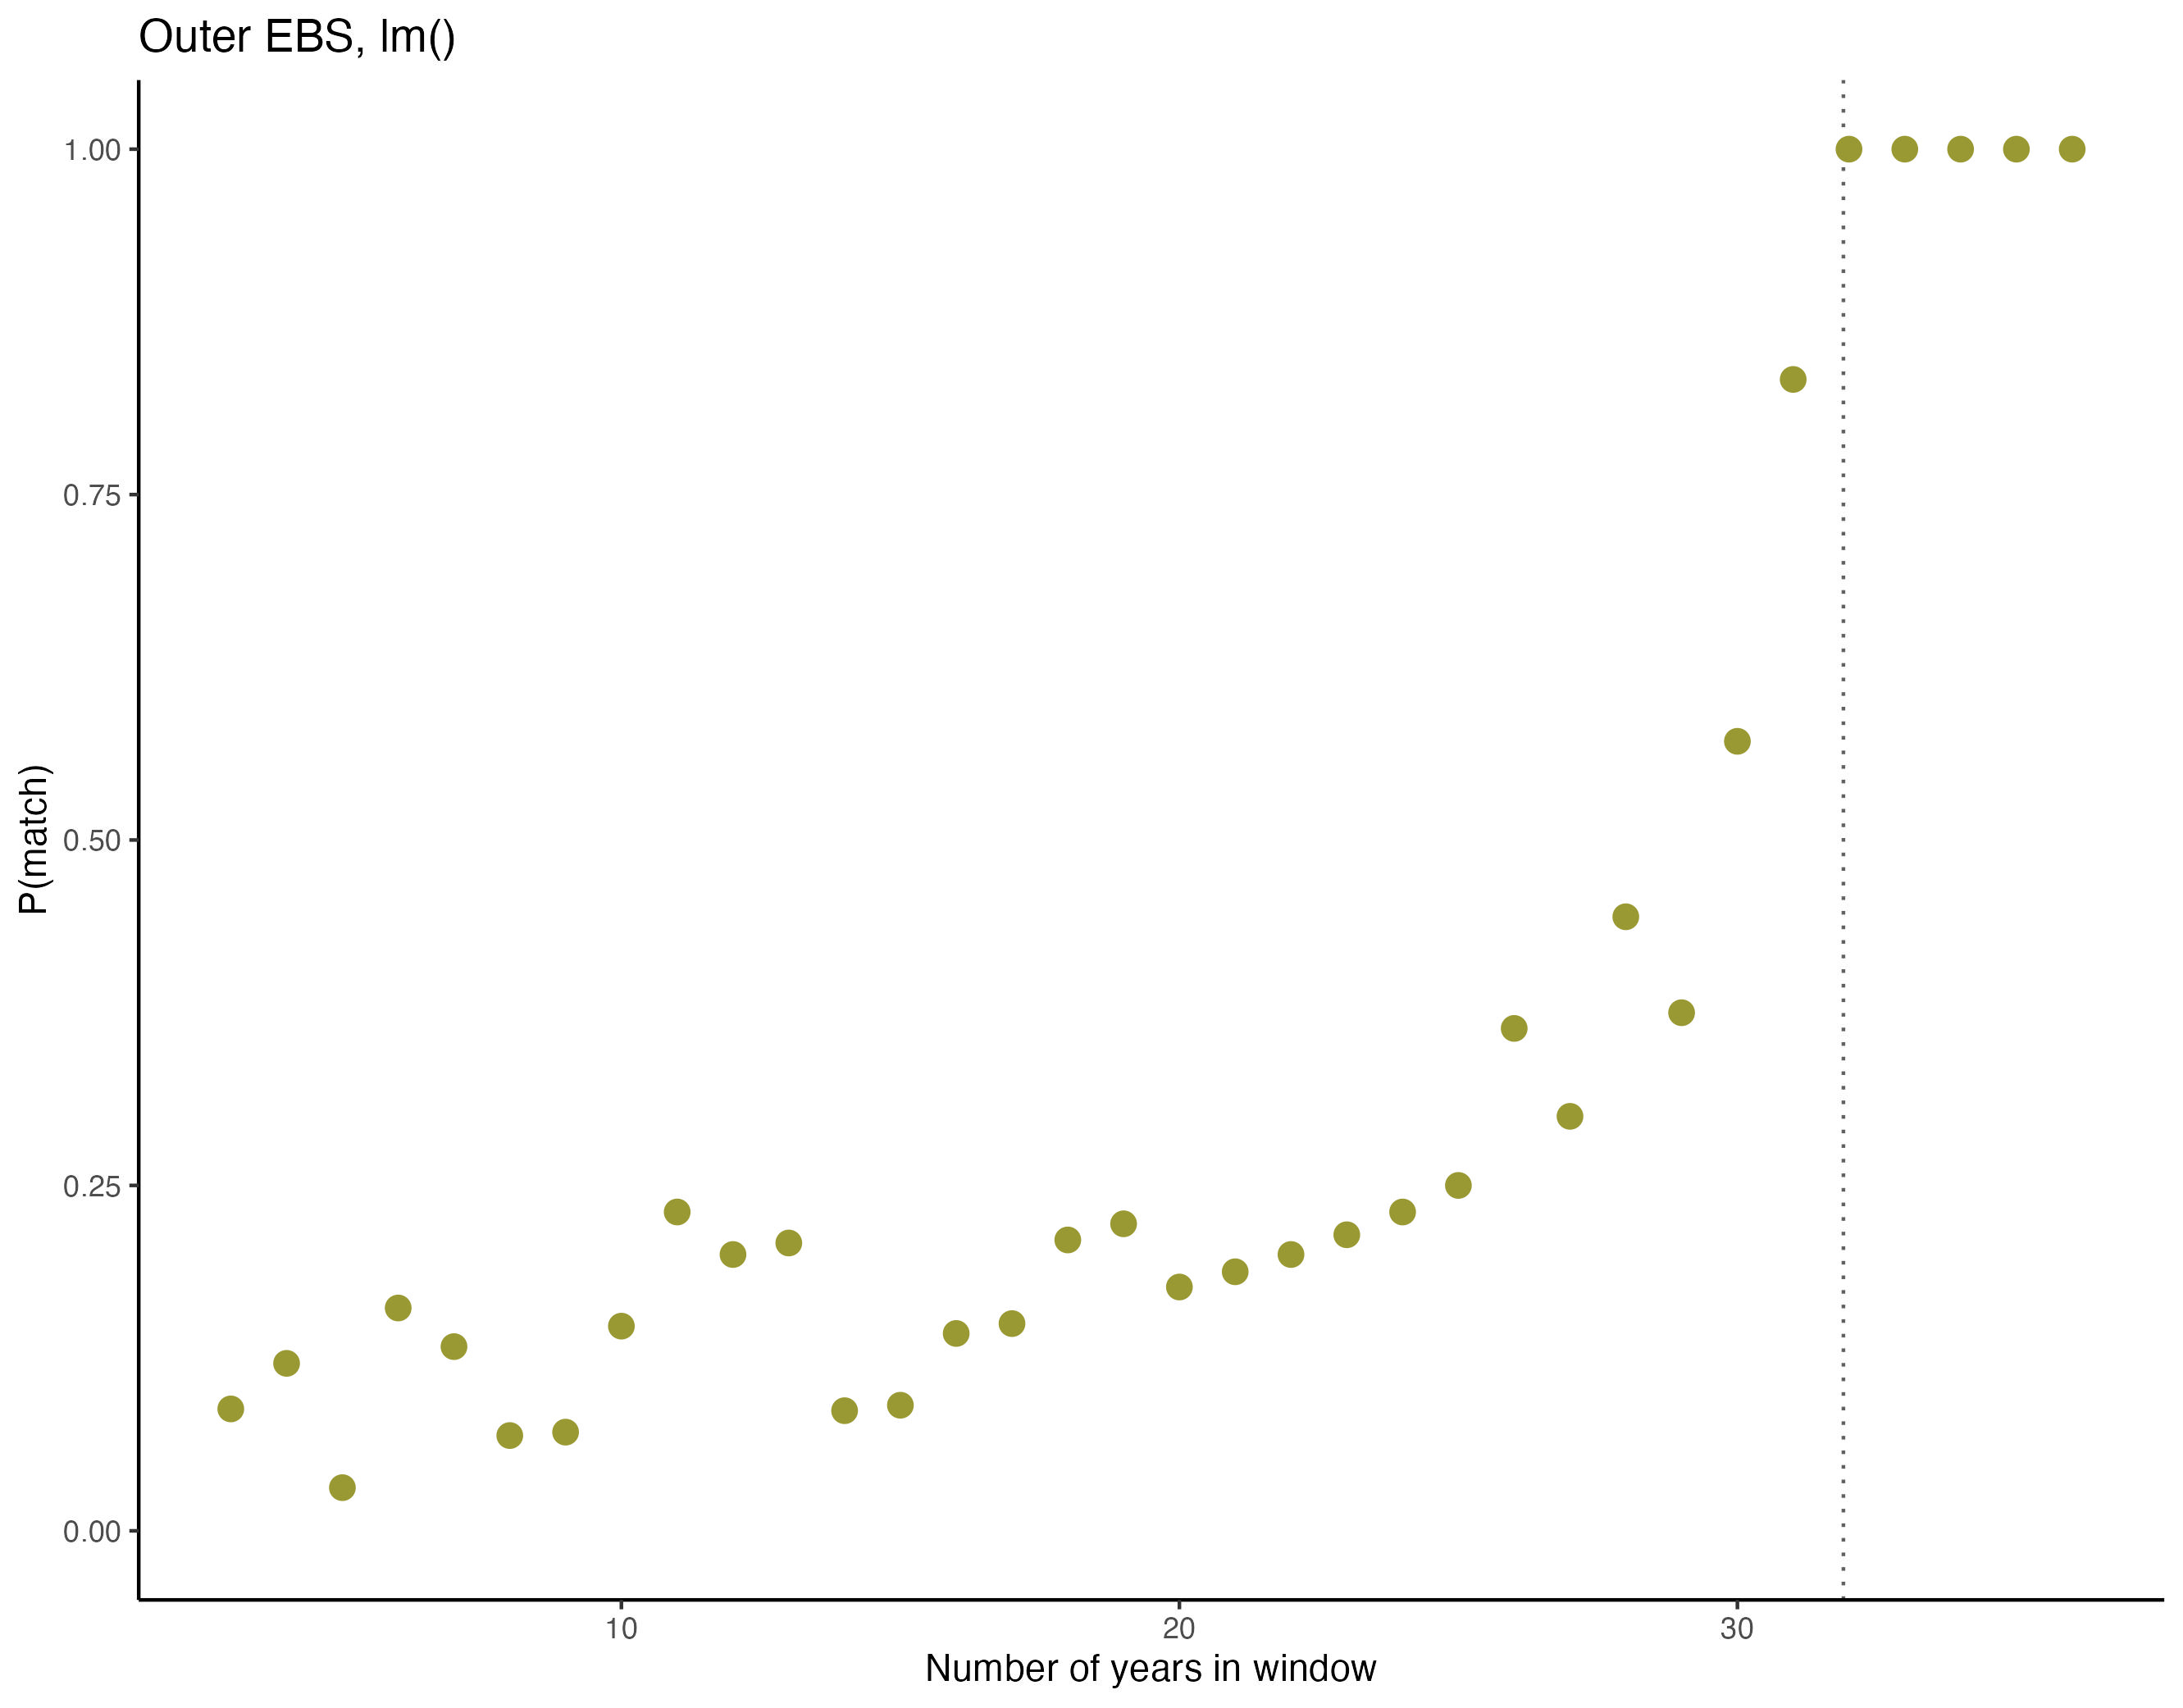 Outer EBS, lm()
P(match)
1.00
0.75
0.50
0.25
0.00
10 20 30
Number of years in window